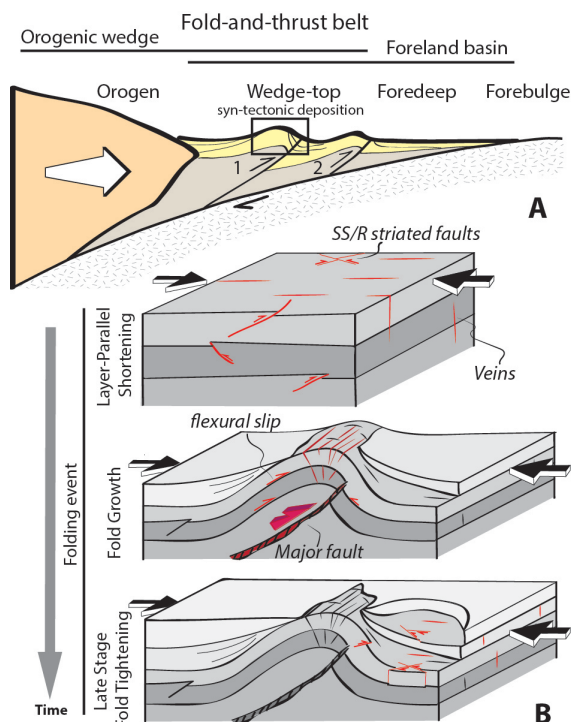 Fold-and-thrust belt
Orogenic wedge
Foreland basin
Orogen
Wedge-top
syn-tectonic deposition
Foredeep
Forebulge
1
2
A
SS/R striated faults
Layer-Parallel
Shortening
Veins
flexural slip
Fold Growth
Major fault
Folding event
Late Stage
Fold Tightening
Time
B